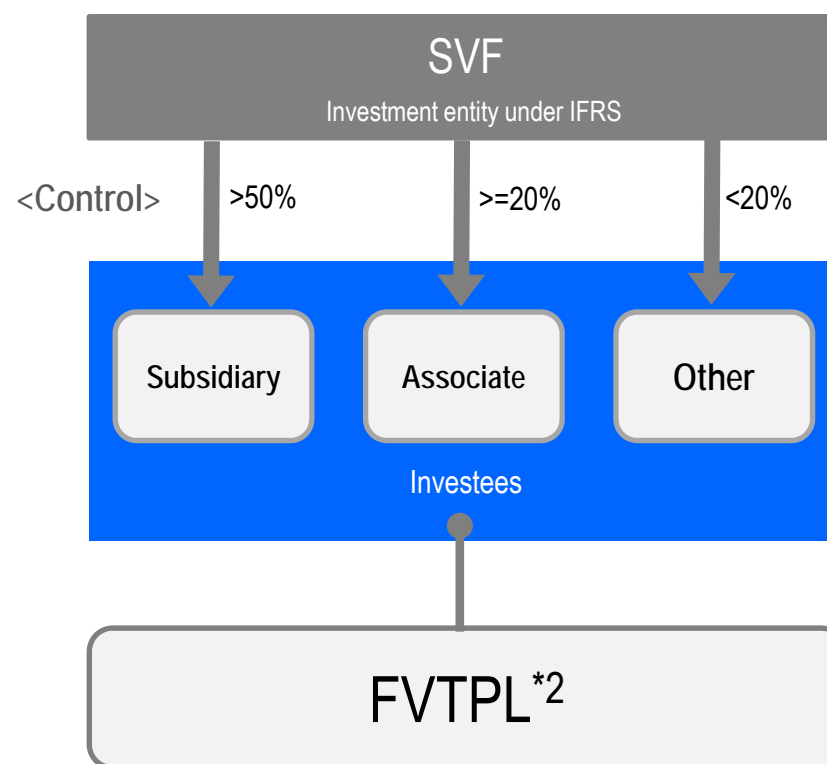 SVF
Investment entity under IFRS
<Control> >50% >=20% <20%
Subsidiary Associate Other
Investees
FVTPL*2